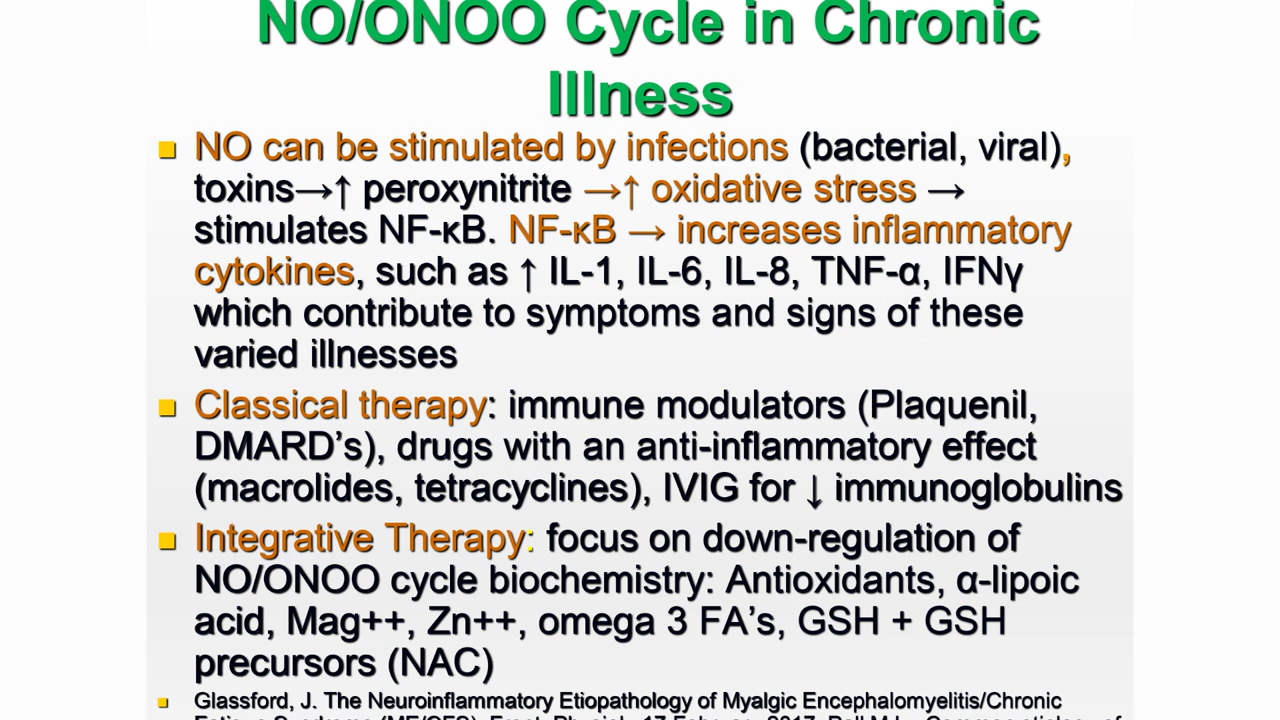 NO/ONOO Cycle in Chronic
Illness
NO can be stimulated by infections (bacterial, viral),
toxins→↑ peroxynitrite →↑ oxidative stress →
stimulates NF-κB. NF-κB → increases inflammatory
cytokines, such as ↑ IL-1, IL-6, IL-8, TNF-α, IFNγ
which contribute to symptoms and signs of these
varied illnesses
Classical therapy: immune modulators (Plaquenil,
DMARD’s), drugs with an anti-inflammatory effect
(macrolides, tetracyclines), IVIG for ↓ immunoglobulins
Integrative Therapy: focus on down-regulation of
NO/ONOO cycle biochemistry: Antioxidants, α-lipoic
acid, Mag++, Zn++, omega 3 FA’s, GSH + GSH
precursors (NAC)
Glassford, J. The Neuroinflammatory Etiopathology of Myalgic Encephalomyelitis/Chronic